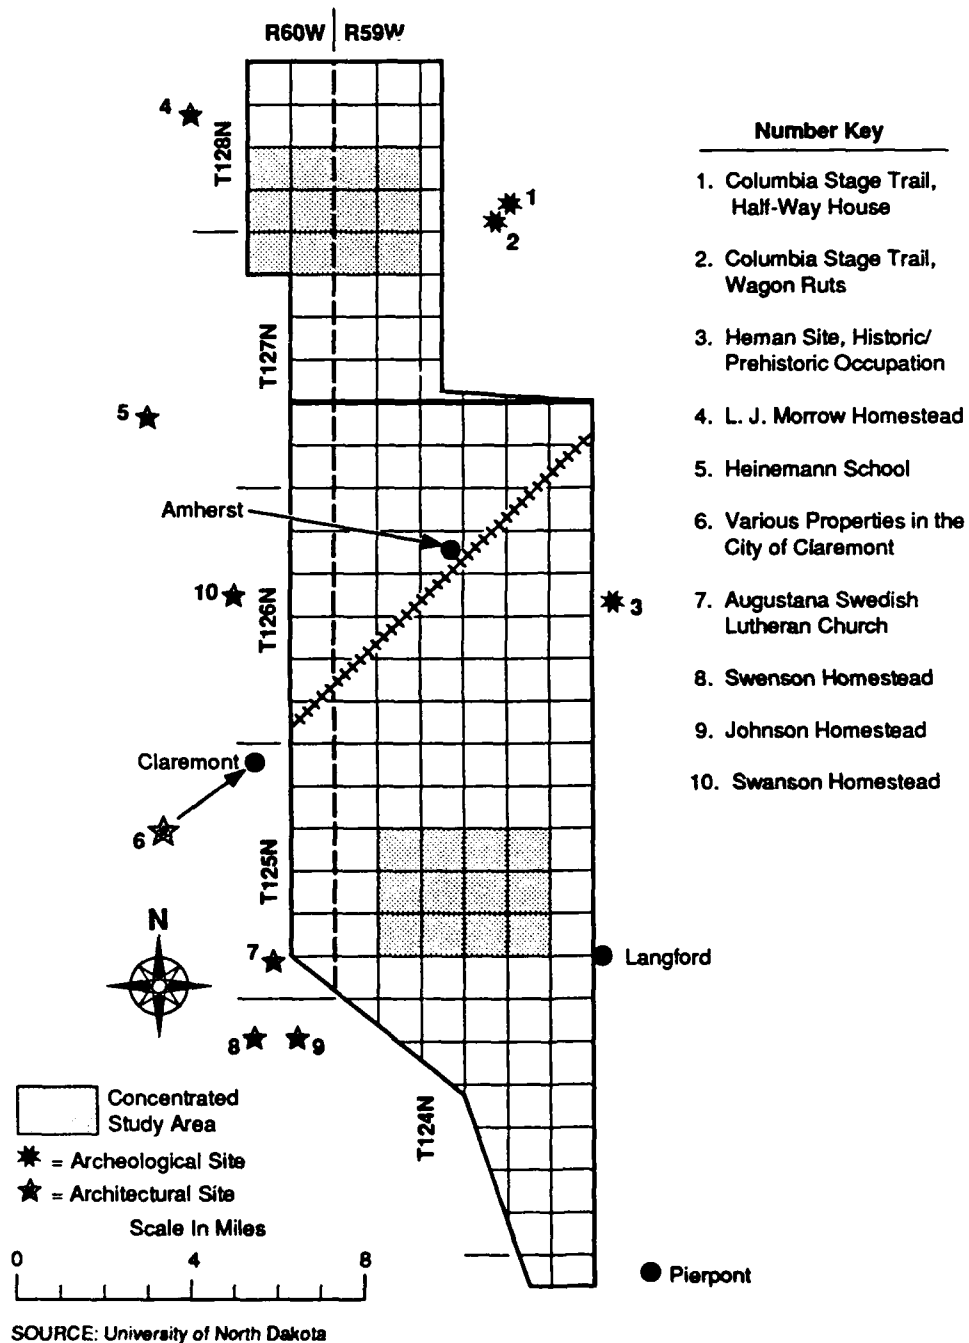 R60W R59W
4
T128N
1
2
T127N
5
Amherst
10
T126N
3
Claremont
6
T125N
N
7
Langford
8
9
T124N
Pierpont
Number Key
1. Columbia Stage Trail,
Half-Way House
2. Columbia Stage Trail,
Wagon Ruts
3. Heman Site, Historic/
Prehistoric Occupation
4. L. J. Morrow Homestead
5. Heinemann School
6. Various Properties in the
City of Claremont
7. Augustana Swedish
Lutheran Church
8. Swenson Homestead
9. Johnson Homestead
10. Swanson Homestead
Concentrated
Study Area
= Archeological Site
= Architectural Site
Scale In Miles
0 4 8
SOURCE: University of North Dakota